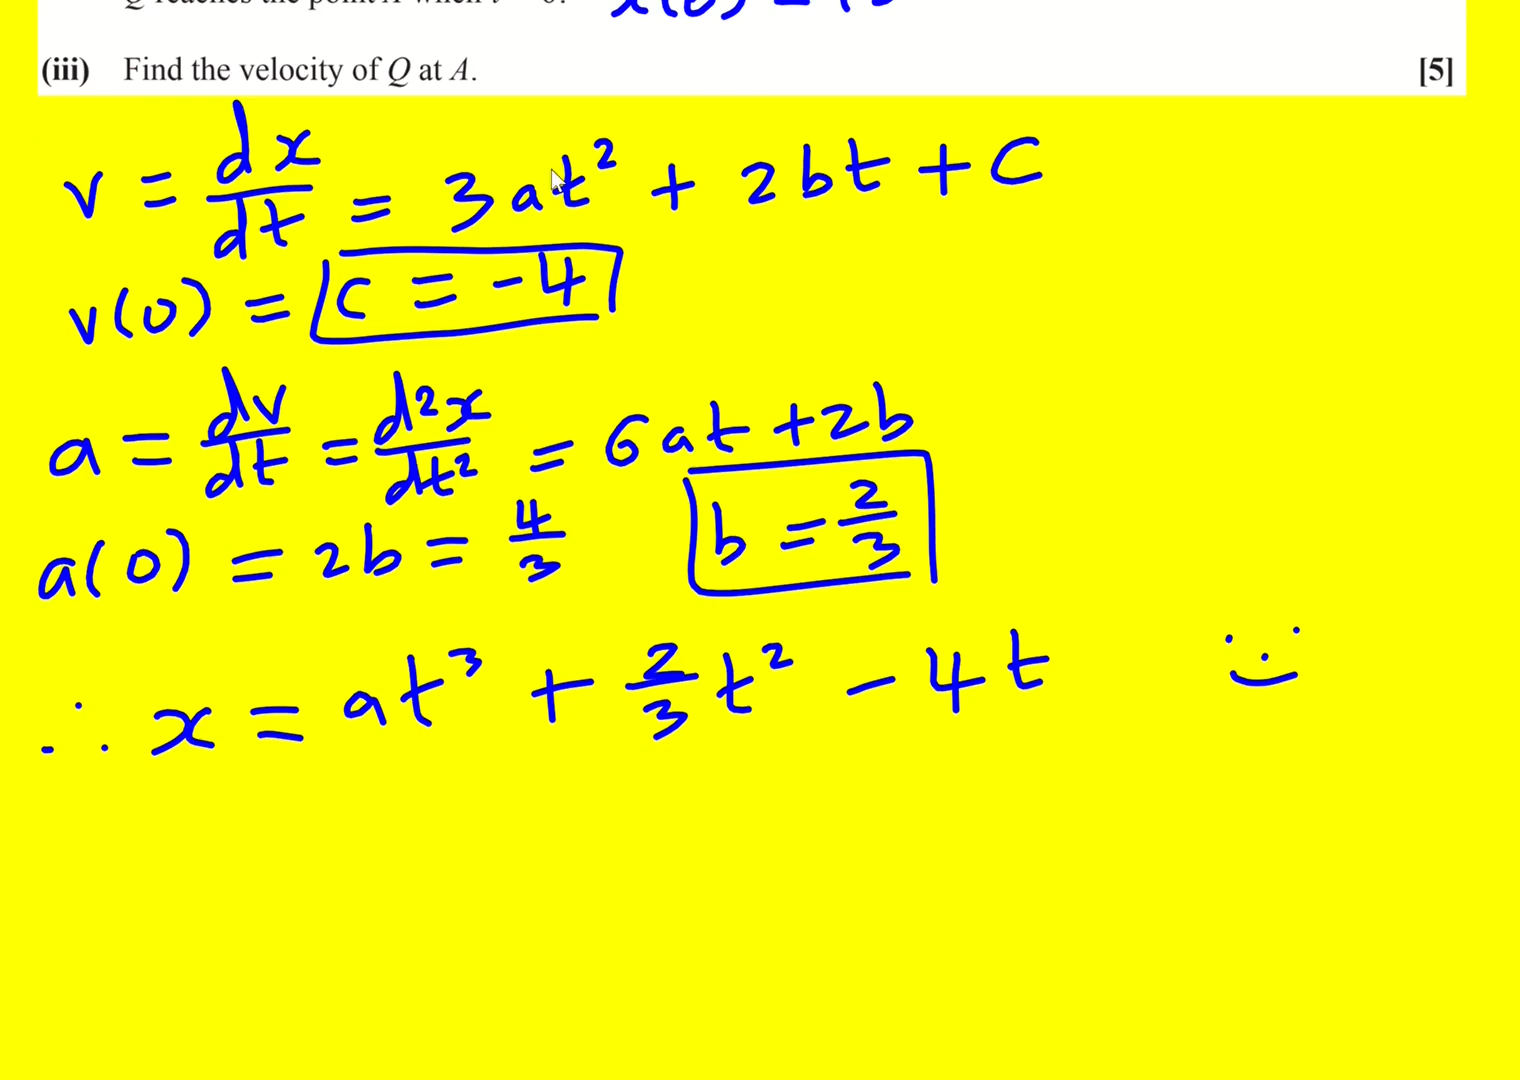 (iii) Find the velocity of Q at A. [5]
v = dx/dt = 3at² + 2bt + c
v(0) = c = -4
a = dv/dt = d²x/dt² = 6at + 2b
a(0) = 2b = 4/3 b = 2/3
∴ x = at³ + 2/3 t² - 4t